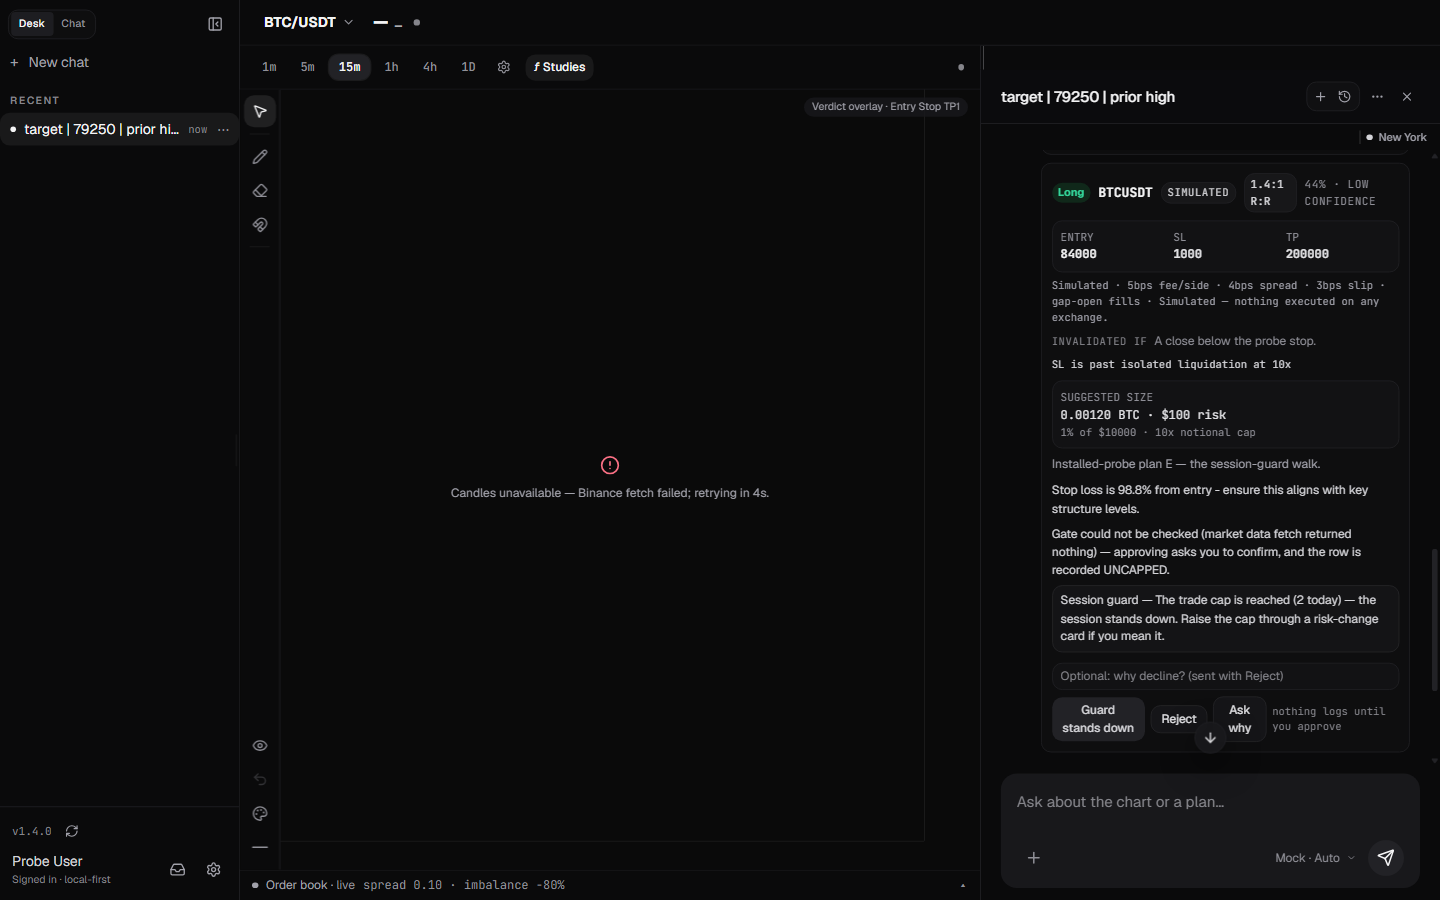 Desk Chat
+ New chat
RECENT
target | 79250 | prior hi... now
v1.4.0
Probe User
Signed in · local-first
BTC/USDT
1m 5m 15m 1h 4h 1D f Studies
Verdict overlay · Entry Stop TP1
Candles unavailable — Binance fetch failed; retrying in 4s.
Order book · live spread 0.10 · imbalance -80%
target | 79250 | prior high
New York
Long BTCUSDT SIMULATED 1.4:1 R:R 44% · LOW CONFIDENCE
ENTRY SL TP
84000 1000 200000
Simulated · 5bps fee/side · 4bps spread · 3bps slip ·
gap-open fills · Simulated — nothing executed on any
exchange.
INVALIDATED IF A close below the probe stop.
SL is past isolated liquidation at 10x
SUGGESTED SIZE
0.00120 BTC · $100 risk
1% of $10000 · 10x notional cap
Installed-probe plan E — the session-guard walk.
Stop loss is 98.8% from entry - ensure this aligns with key
structure levels.
Gate could not be checked (market data fetch returned
nothing) — approving asks you to confirm, and the row is
recorded UNCAPPED.
Session guard — The trade cap is reached (2 today) — the
session stands down. Raise the cap through a risk-change
card if you mean it.
Optional: why decline? (sent with Reject)
Guard stands down Reject Ask why nothing logs until you approve
Ask about the chart or a plan...
Mock · Auto